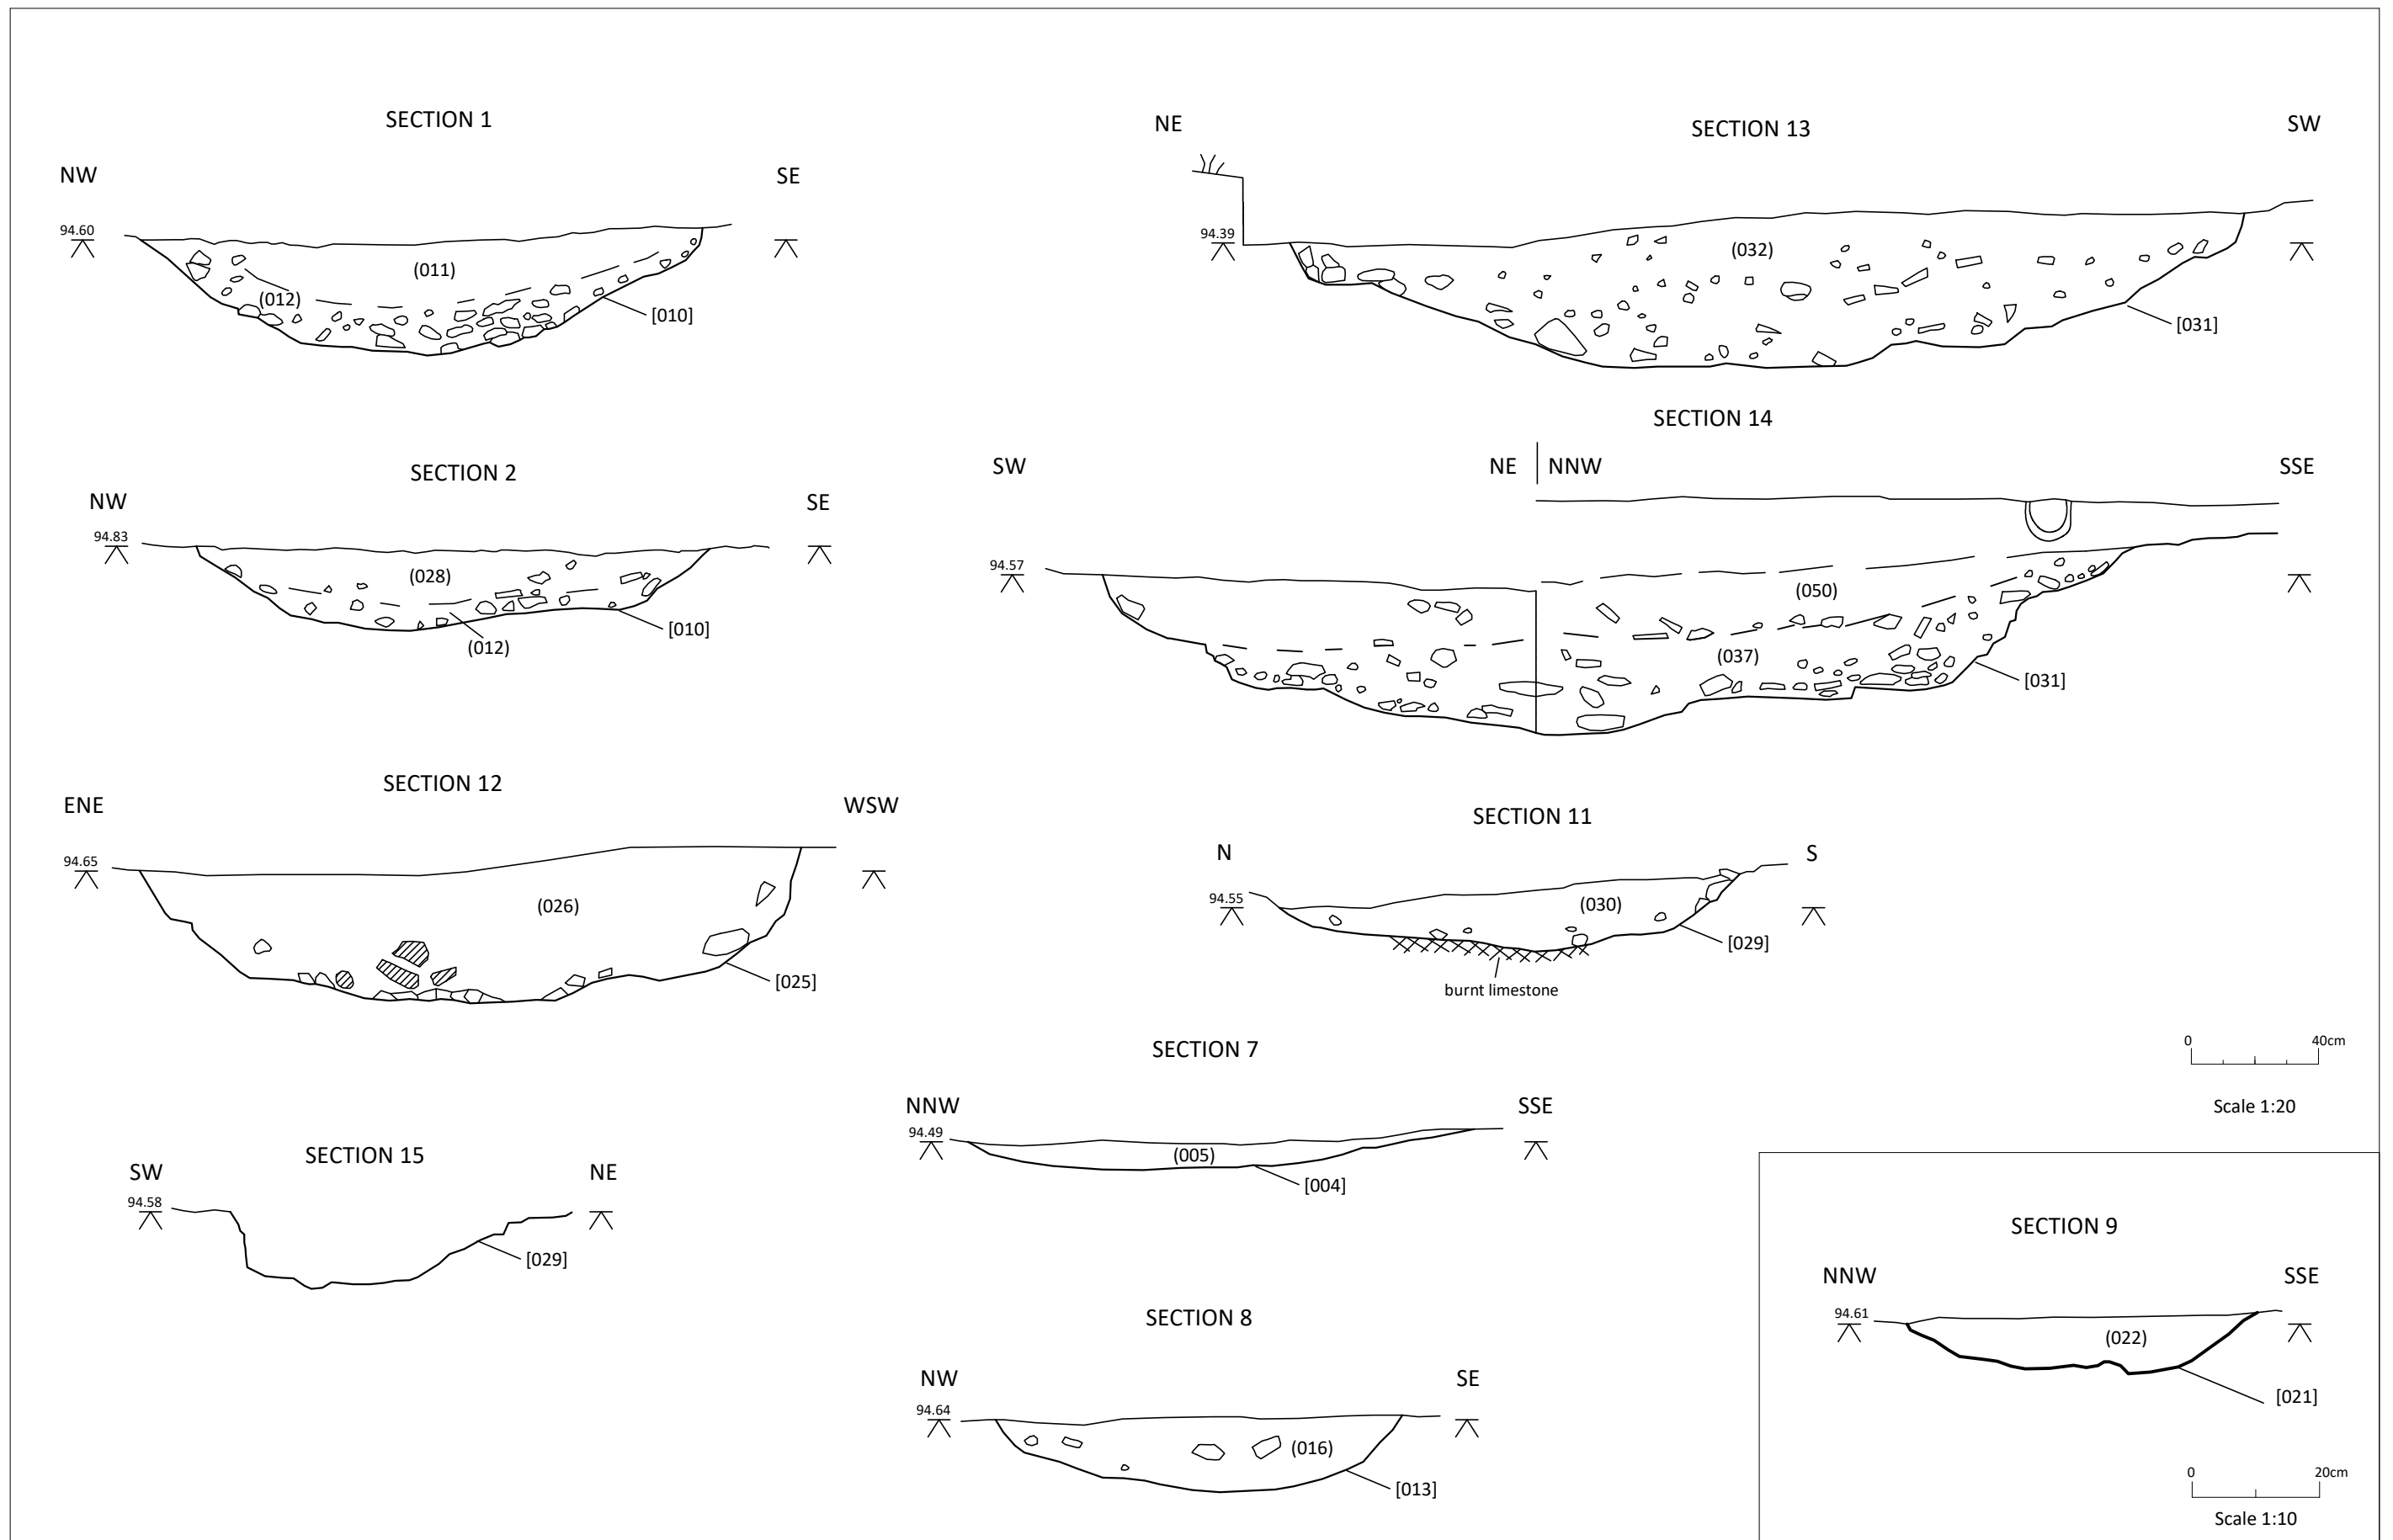 SECTION 1
NW SE
94.60
(011)
(012)
[010]
SECTION 2
NW SE
94.83
(028)
(012)
[010]
SECTION 12
ENE WSW
94.65
(026)
[025]
SECTION 15
SW NE
94.58
[029]
SECTION 13
NE SW
94.39
(032)
[031]
SECTION 14
SW NE NNW SSE
94.57
(050)
(037)
[031]
SECTION 11
N S
94.55
(030)
[029]
burnt limestone
SECTION 7
NNW SSE
94.49
(005)
[004]
SECTION 8
NW SE
94.64
(016)
[013]
0 40cm
Scale 1:20
SECTION 9
NNW SSE
94.61
(022)
[021]
0 20cm
Scale 1:10